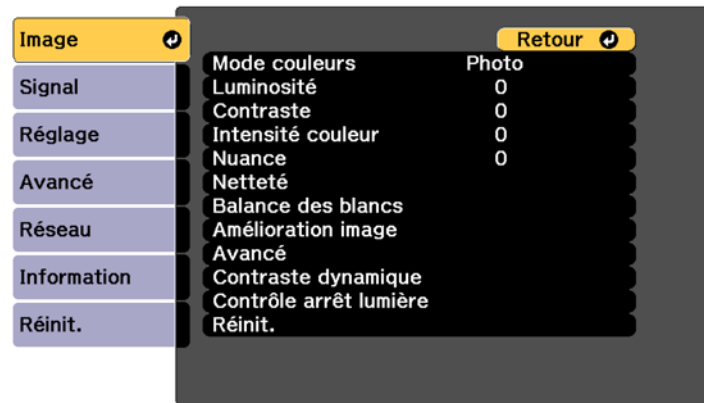 Image
Signal
Réglage
Avancé
Réseau
Information
Réinit.
Retour
Mode couleurs Photo
Luminosité 0
Contraste 0
Intensité couleur 0
Nuance 0
Netteté
Balance des blancs
Amélioration image
Avancé
Contraste dynamique
Contrôle arrêt lumière
Réinit.